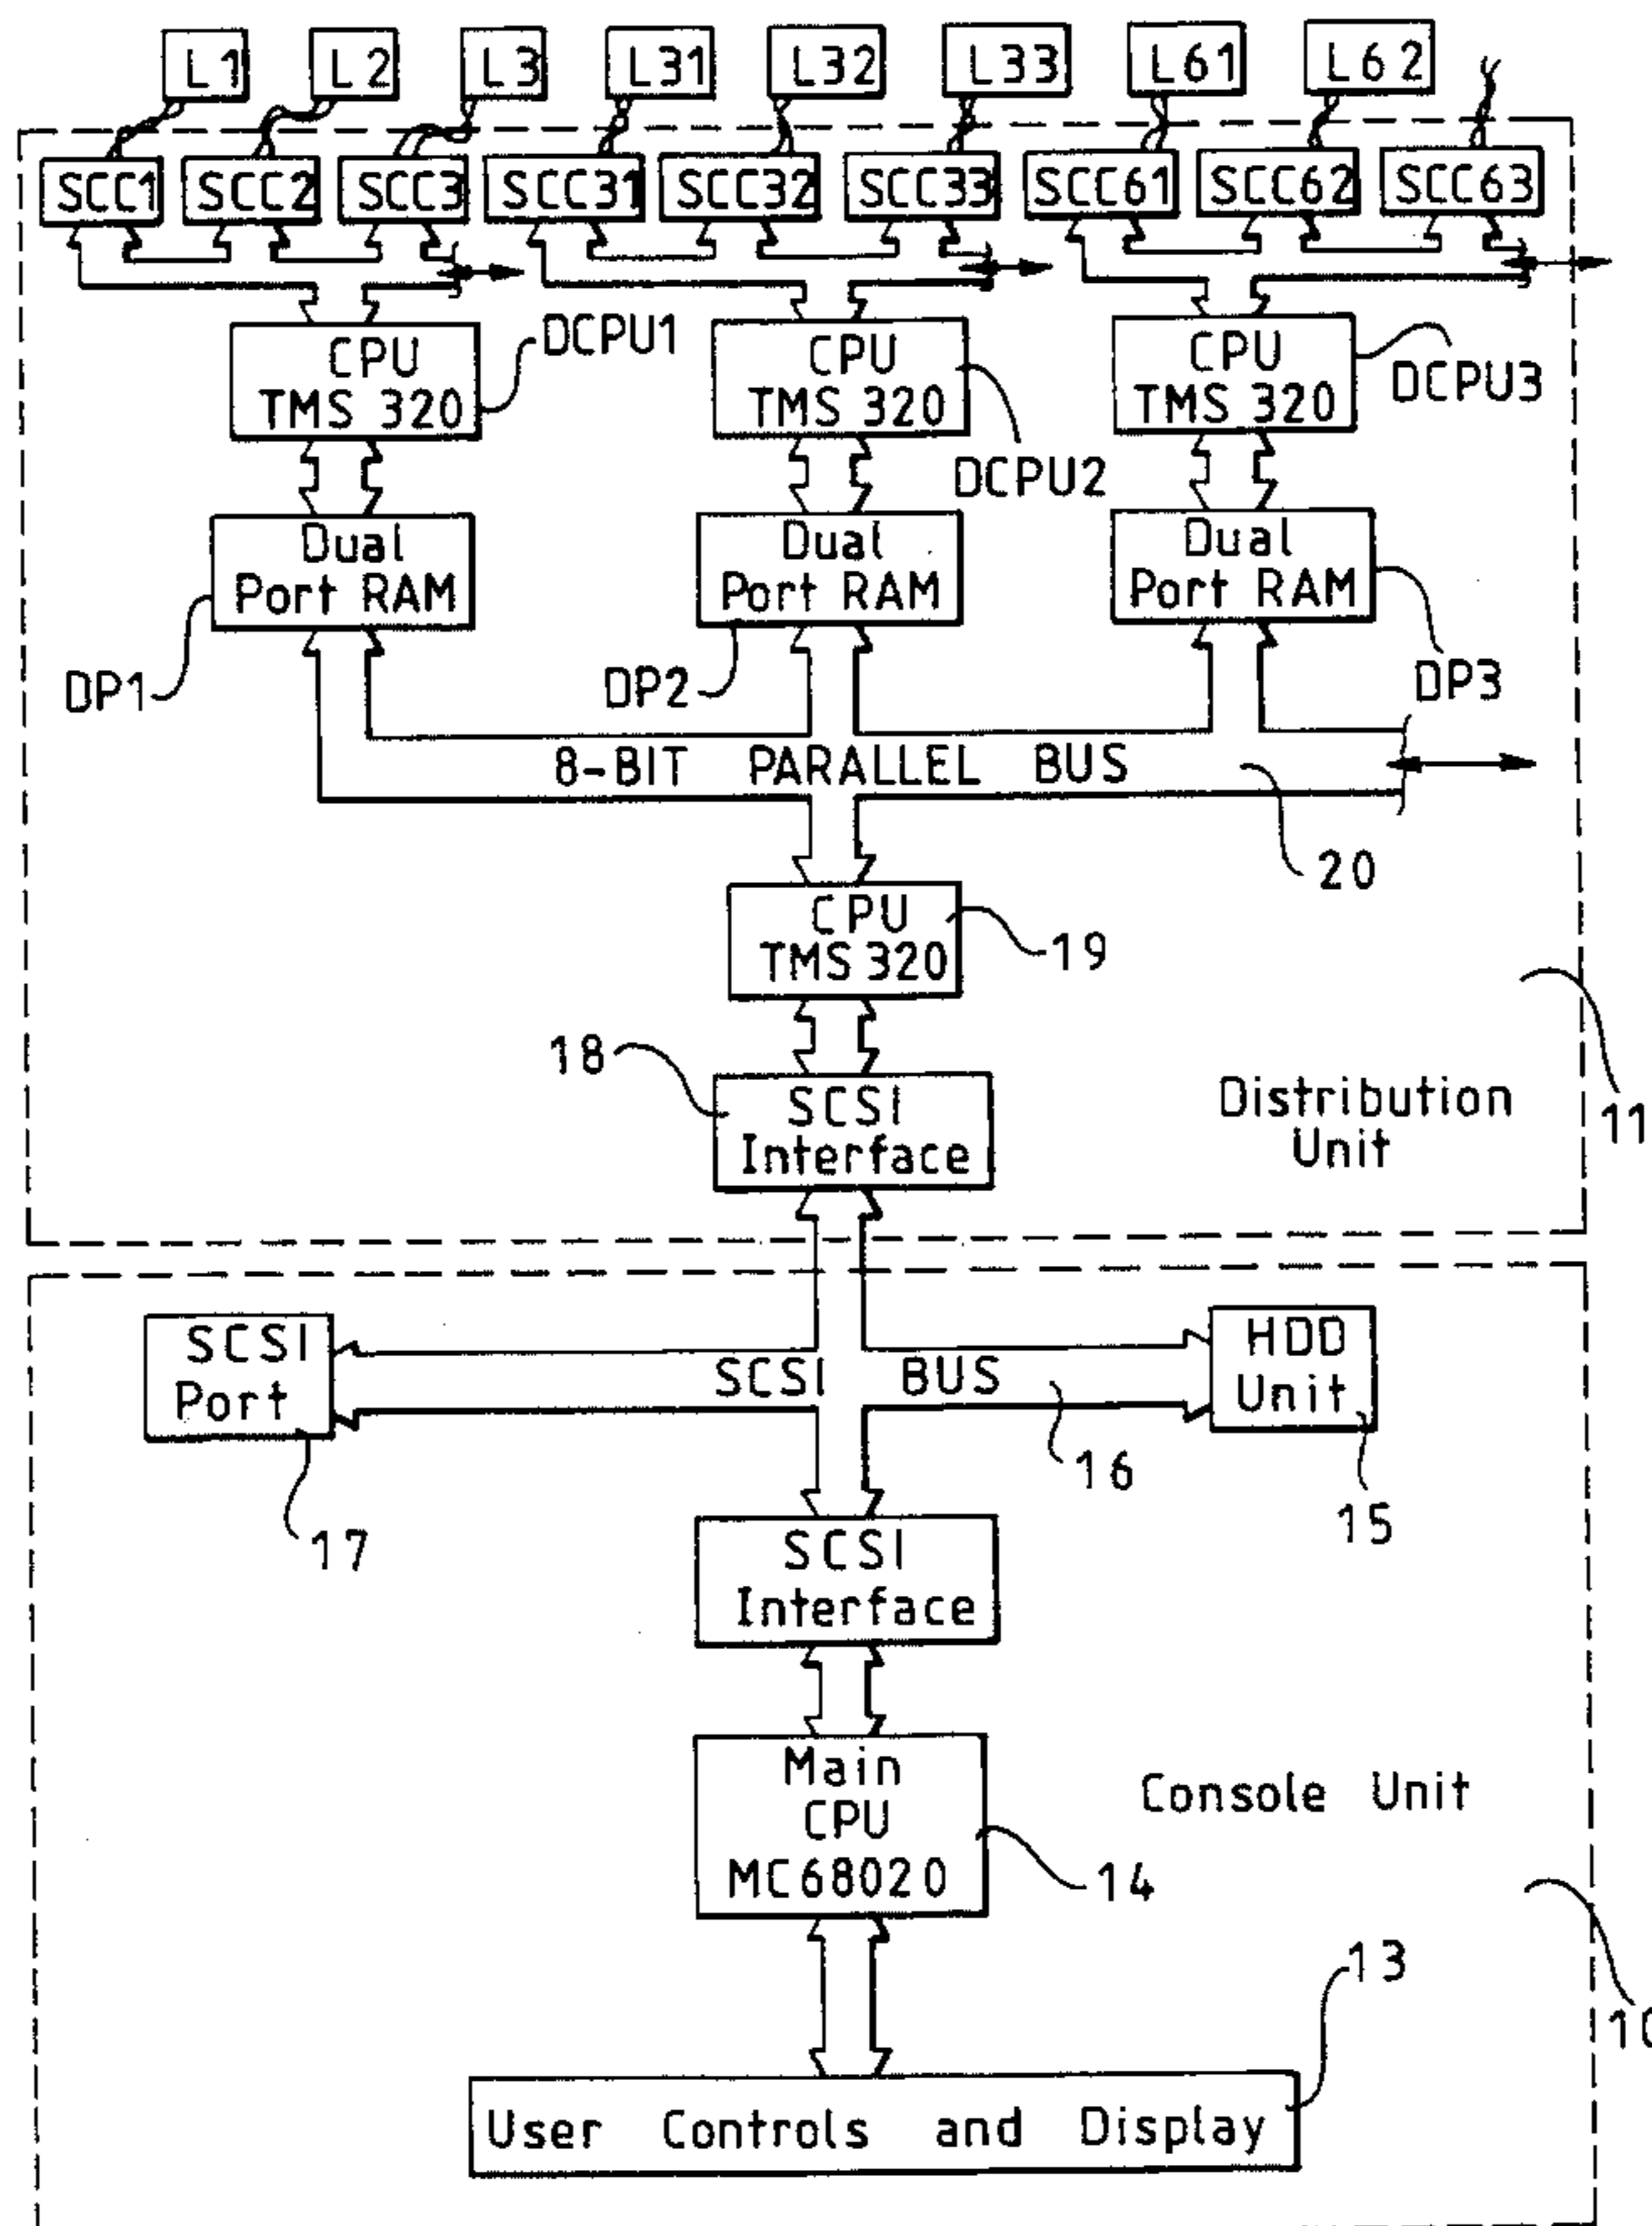 L1
L2
L3
L31
L32
L33
L61
L62
SCC1
SCC2
SCC3
SCC31
SCC32
SCC33
SCC61
SCC62
SCC63
CPU
TMS 320
DCPU1
CPU
TMS 320
DCPU2
CPU
TMS 320
DCPU3
Dual
Port RAM
DP1
Dual
Port RAM
DP2
Dual
Port RAM
DP3
8-BIT PARALLEL BUS
20
CPU
TMS 320
19
18
SCSI
Interface
Distribution
Unit
11
SCSI
Port
17
SCSI BUS
16
HDD
Unit
15
SCSI
Interface
Main
CPU
MC68020
14
Console Unit
10
13
User Controls and Display